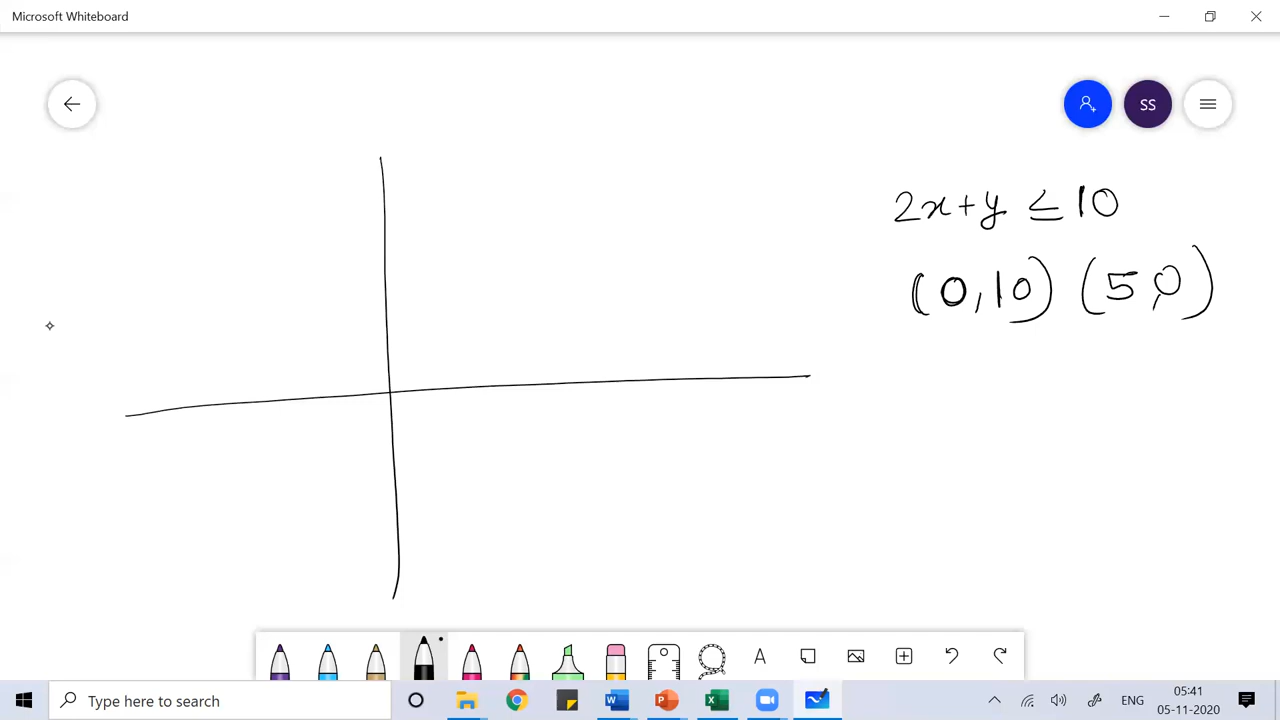 Microsoft Whiteboard
SS
2x+y ≤10
(0,10) (5,0)
A
Type here to search
ENG
05:41
05-11-2020